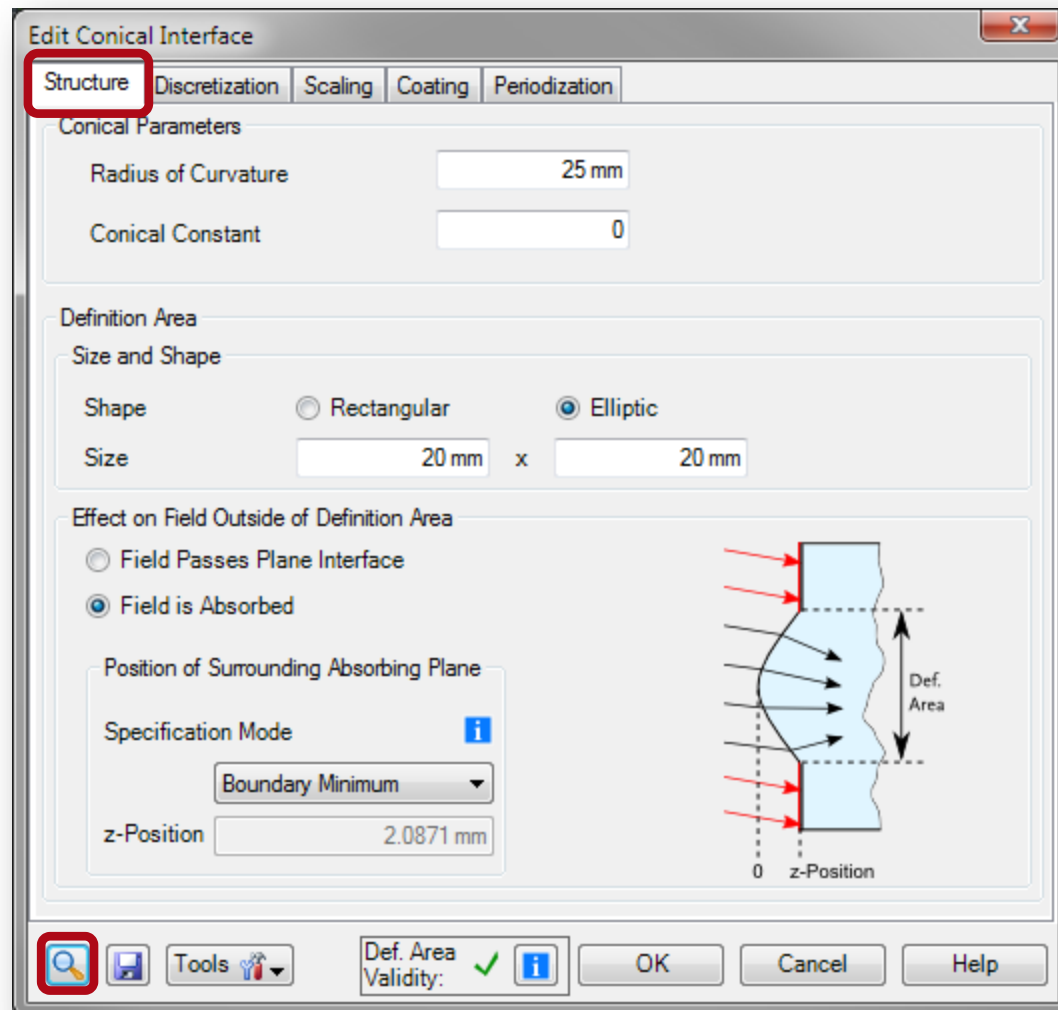 Edit Conical Interface
Structure Discretization Scaling Coating Periodization
Conical Parameters
Radius of Curvature 25 mm
Conical Constant 0
Definition Area
Size and Shape
Shape Rectangular Elliptic
Size 20 mm x 20 mm
Effect on Field Outside of Definition Area
Field Passes Plane Interface
Field is Absorbed
Position of Surrounding Absorbing Plane
Specification Mode
Boundary Minimum
z-Position 2.0871 mm
Def.
Area
0 z-Position
Tools
Def. Area
Validity:
OK Cancel Help